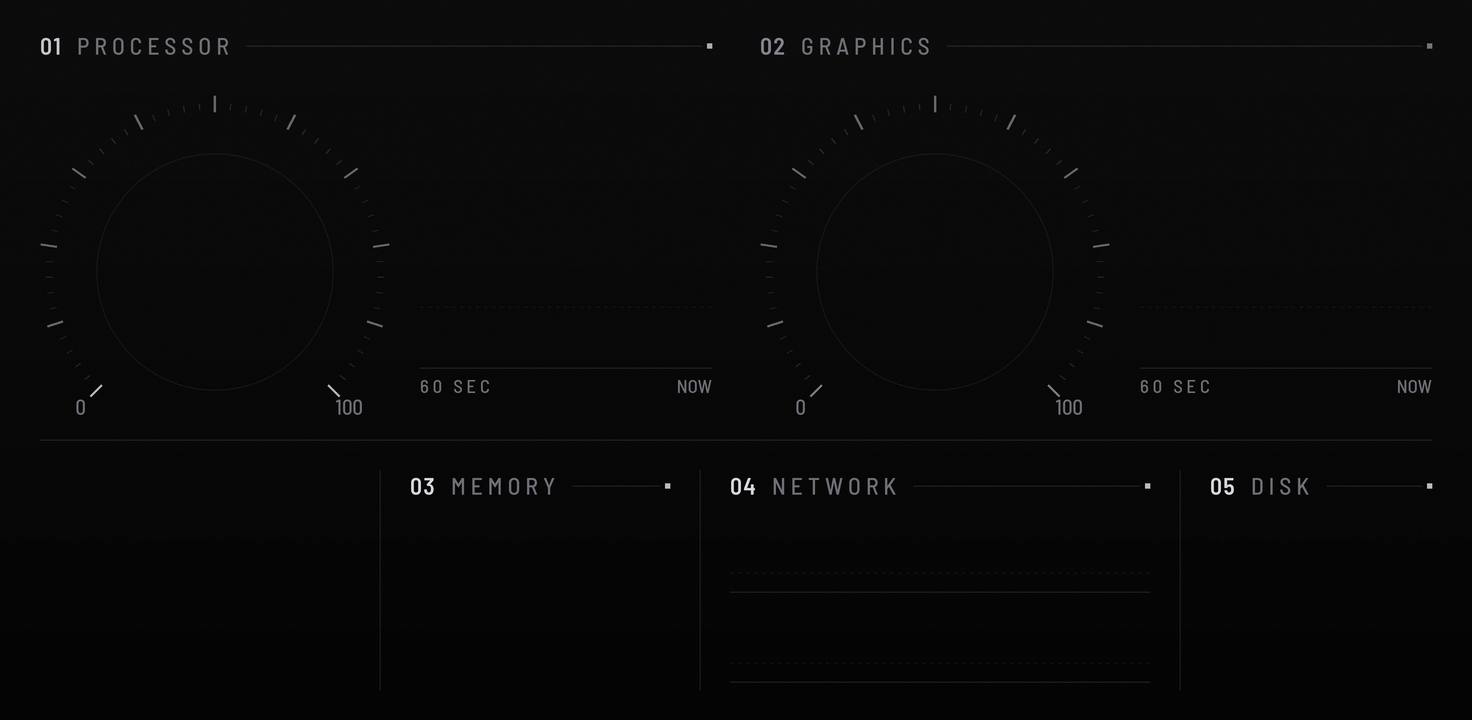 01 PROCESSOR
02 GRAPHICS
0
100
60 SEC
NOW
0
100
60 SEC
NOW
03 MEMORY
04 NETWORK
05 DISK